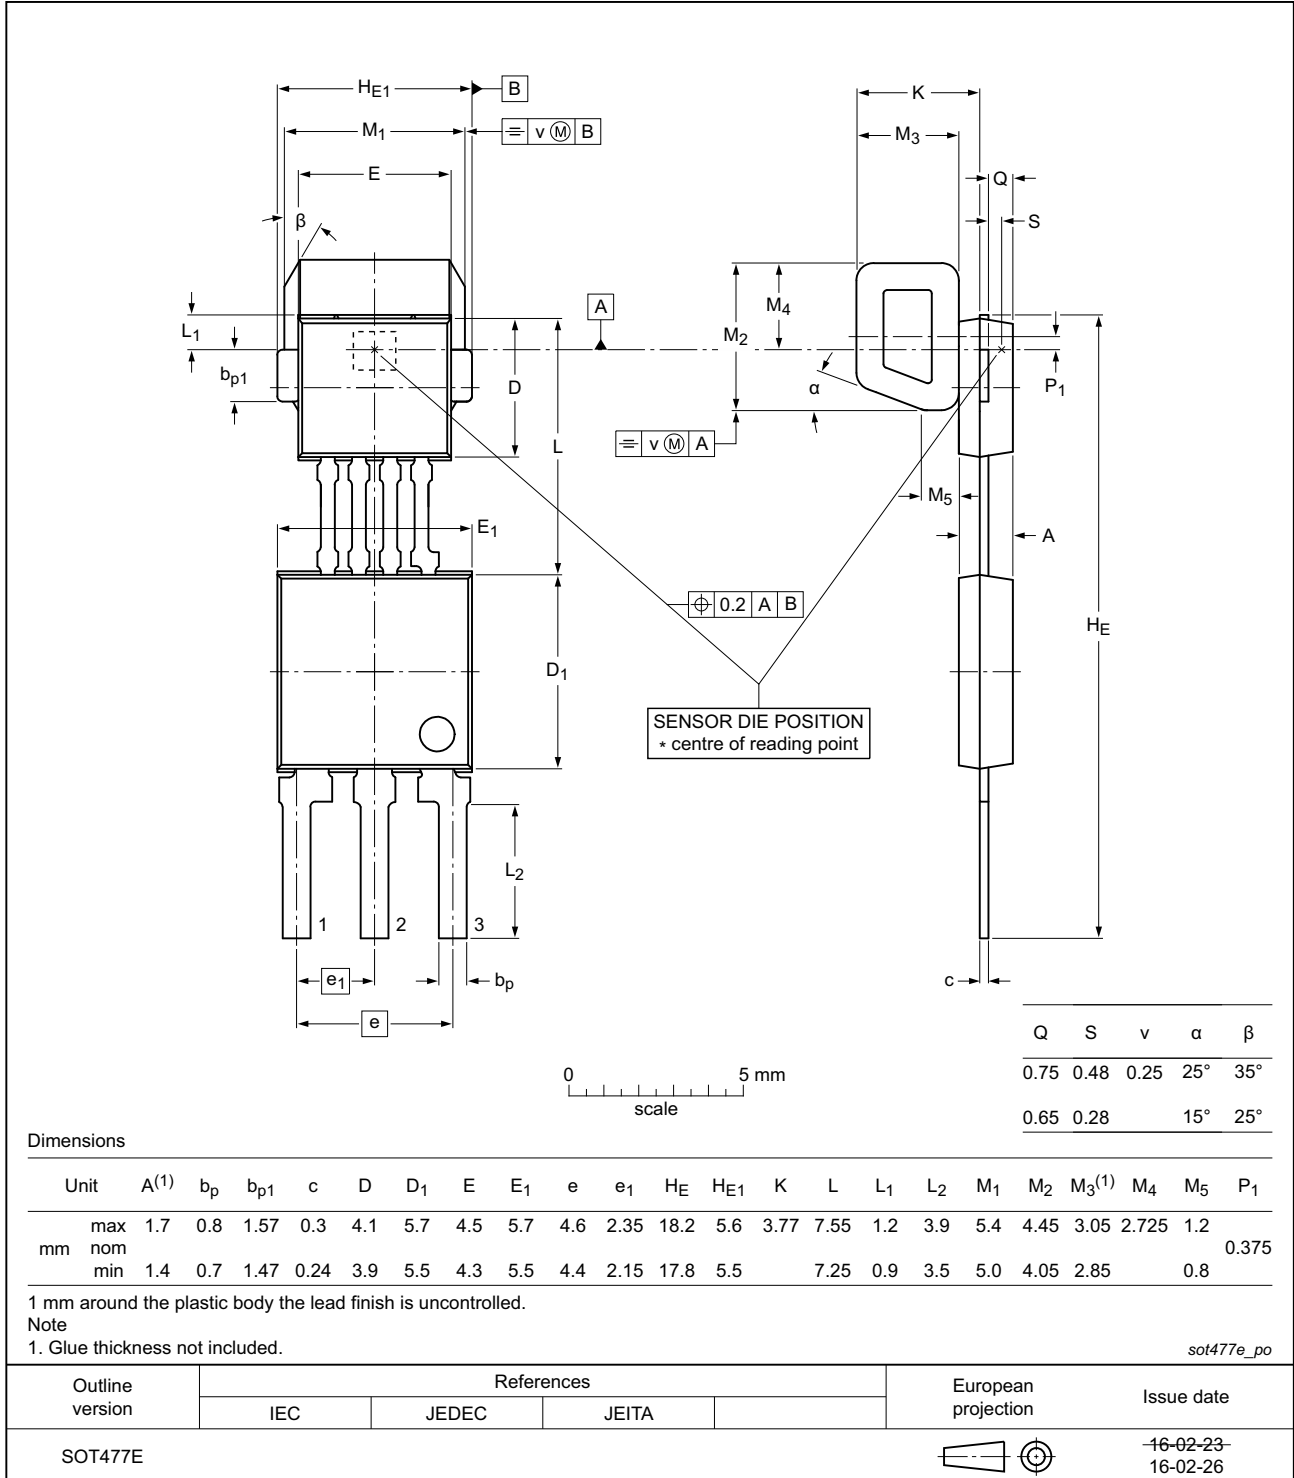 HE1
B
M1
= v M B
E
β
K
M3
Q
S
A
M4
M2
L1
bp1
D
α
P1
L
= v M A
M5
A
E1
0.2 A B
HE
D1
SENSOR DIE POSITION
* centre of reading point
L2
1 2 3
e1
bp
c
e
Q S v α β
0.75 0.48 0.25 25° 35°
0.65 0.28 15° 25°
0 5 mm
scale
Dimensions
Unit A(1) bp bp1 c D D1 E E1 e e1 HE HE1 K L L1 L2 M1 M2 M3(1) M4 M5 P1
max 1.7 0.8 1.57 0.3 4.1 5.7 4.5 5.7 4.6 2.35 18.2 5.6 3.77 7.55 1.2 3.9 5.4 4.45 3.05 2.725 1.2
mm nom 0.375
min 1.4 0.7 1.47 0.24 3.9 5.5 4.3 5.5 4.4 2.15 17.8 5.5 7.25 0.9 3.5 5.0 4.05 2.85 0.8
1 mm around the plastic body the lead finish is uncontrolled.
Note
1. Glue thickness not included.
sot477e_po
Outline version
References
European projection
Issue date
IEC JEDEC JEITA
SOT477E
16-02-23
16-02-26